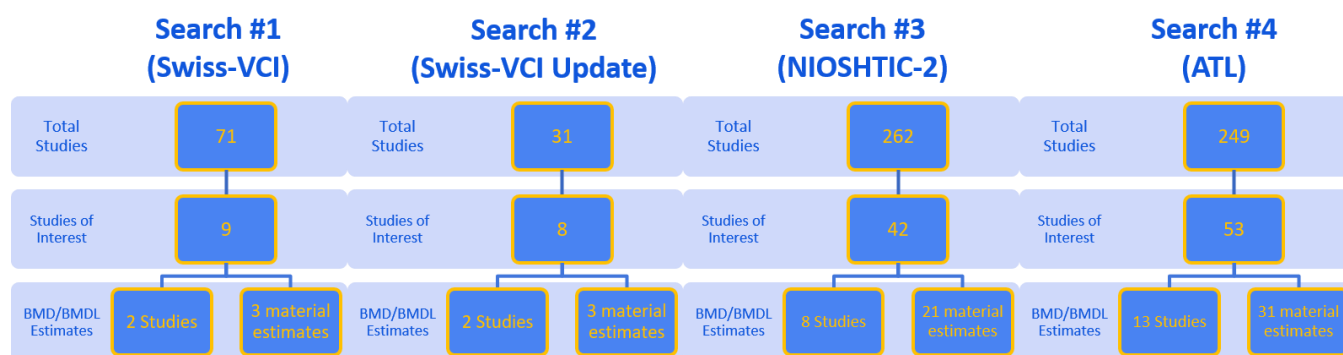 Search #1
(Swiss-VCI)
Search #2
(Swiss-VCI Update)
Search #3
(NIOSHTIC-2)
Search #4
(ATL)
Total
Studies
71
Total
Studies
31
Total
Studies
262
Total
Studies
249
Studies of
Interest
9
Studies of
Interest
8
Studies of
Interest
42
Studies of
Interest
53
BMD/BMDL
Estimates
2 Studies
3 material
estimates
BMD/BMDL
Estimates
2 Studies
3 material
estimates
BMD/BMDL
Estimates
8 Studies
21 material
estimates
BMD/BMDL
Estimates
13 Studies
31 material
estimates